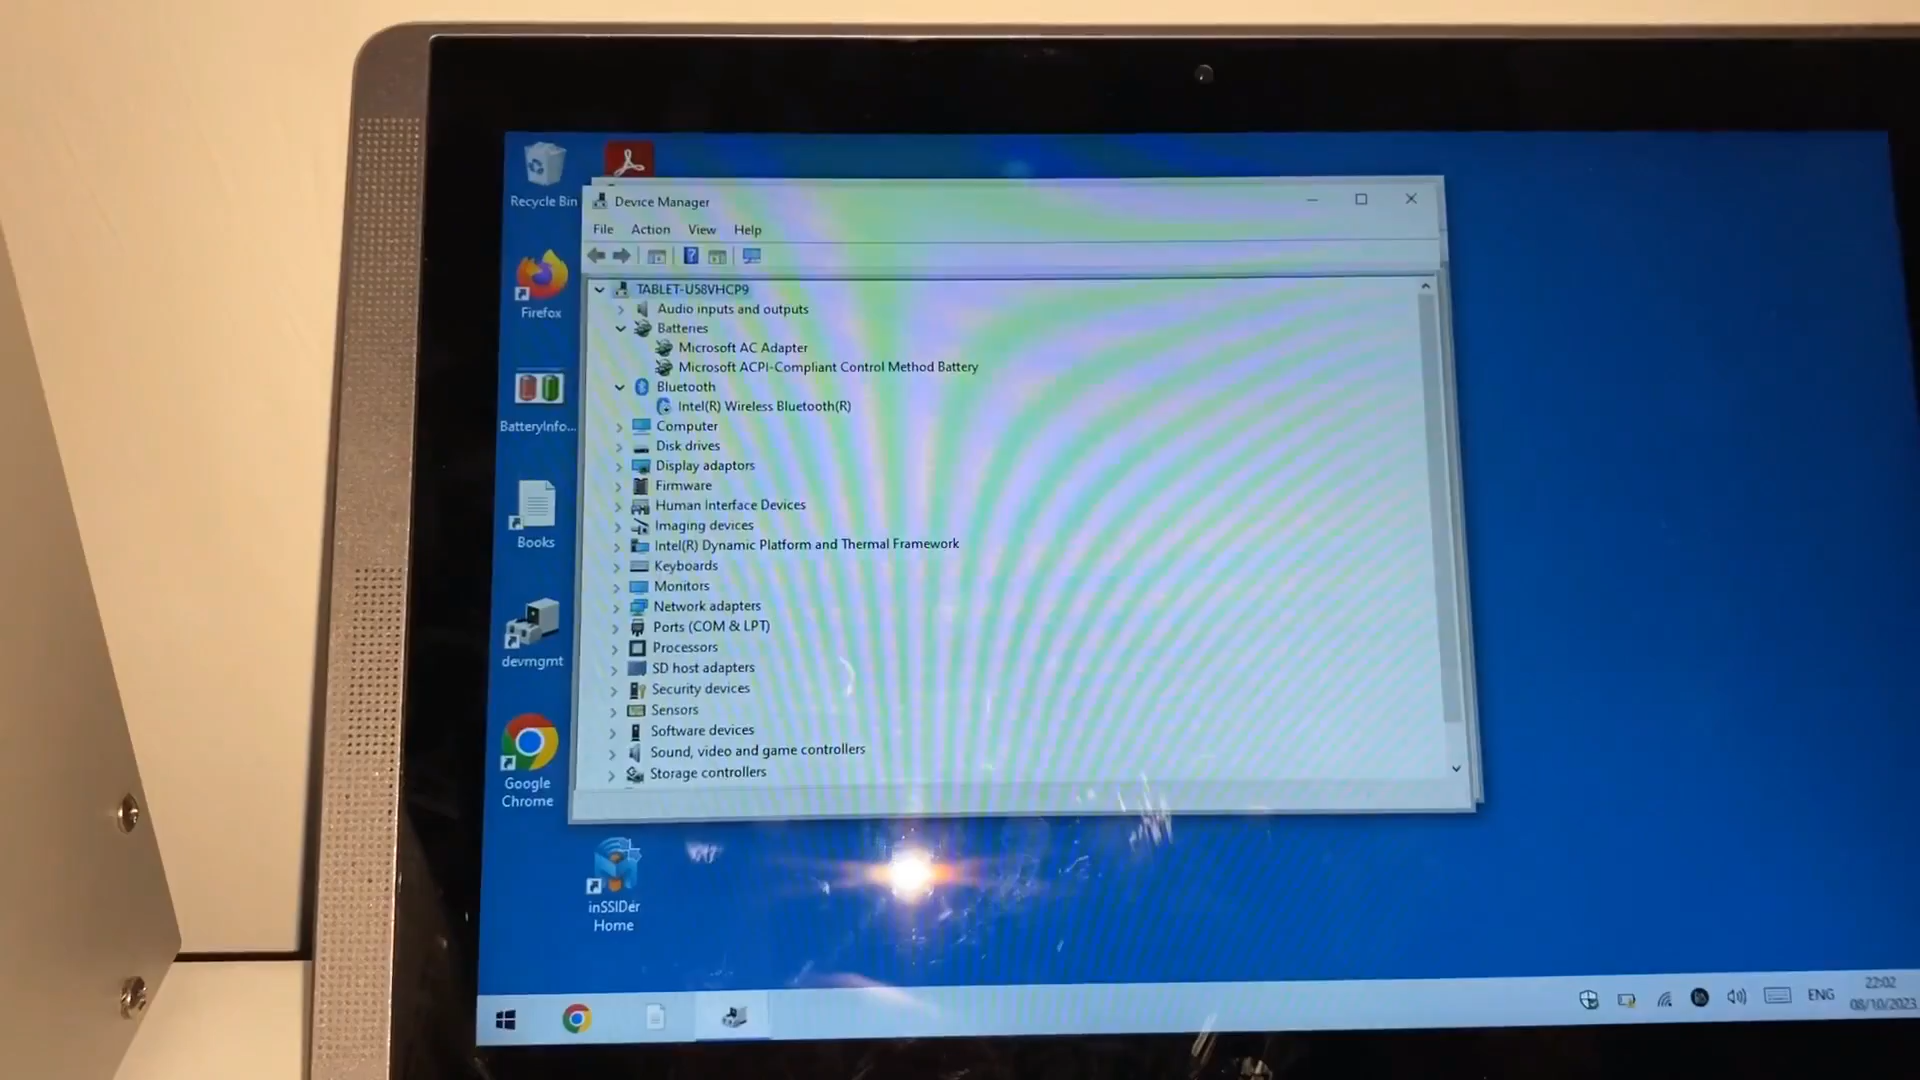 Recycle Bin
Firefox
BatteryInfo...
Books
devmgmt
Google
Chrome
inSSIDer
Home
Device Manager
File Action View Help
TABLET-U58VHCP9
Audio inputs and outputs
Batteries
Microsoft AC Adapter
Microsoft ACPI-Compliant Control Method Battery
Bluetooth
Intel(R) Wireless Bluetooth(R)
Computer
Disk drives
Display adaptors
Firmware
Human Interface Devices
Imaging devices
Intel(R) Dynamic Platform and Thermal Framework
Keyboards
Monitors
Network adapters
Ports (COM & LPT)
Processors
SD host adapters
Security devices
Sensors
Software devices
Sound, video and game controllers
Storage controllers
ENG
22:02
08/10/2023